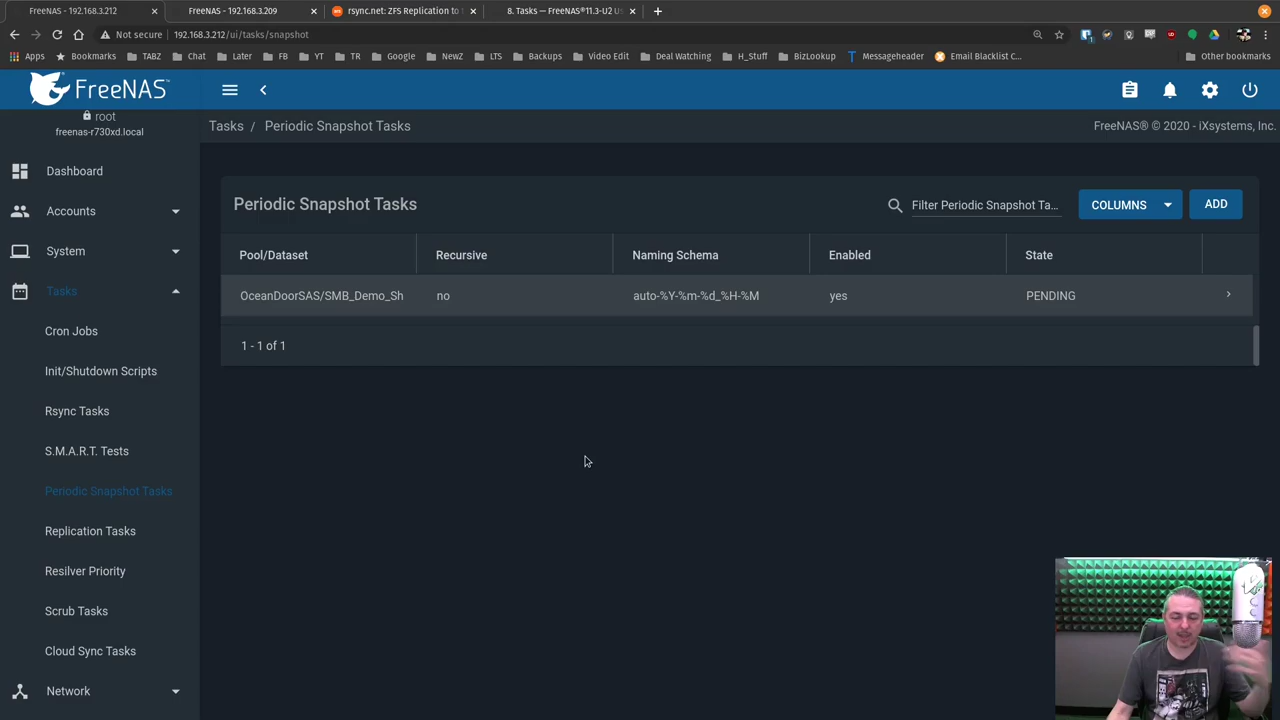 FreeNAS - 192.168.3.212
FreeNAS - 192.168.3.209
rsync.net: ZFS Replication to
8. Tasks — FreeNAS®11.3-U2 U
Not secure
192.168.3.212/ui/tasks/snapshot
Apps
Bookmarks
TABZ
Chat
Later
FB
YT
TR
Google
NewZ
LTS
Backups
Video Edit
Deal Watching
H_Stuff
BizLookup
Messageheader
Email Blacklist C...
Other bookmarks
FreeNAS
root
freenas-r730xd.local
Tasks / Periodic Snapshot Tasks
FreeNAS® © 2020 - iXsystems, Inc.
Dashboard
Accounts
System
Tasks
Cron Jobs
Init/Shutdown Scripts
Rsync Tasks
S.M.A.R.T. Tests
Periodic Snapshot Tasks
Replication Tasks
Resilver Priority
Scrub Tasks
Cloud Sync Tasks
Network
Periodic Snapshot Tasks
Filter Periodic Snapshot Ta...
COLUMNS
ADD
Pool/Dataset Recursive Naming Schema Enabled State
OceanDoorSAS/SMB_Demo_Sh no auto-%Y-%m-%d_%H-%M yes PENDING
1 - 1 of 1